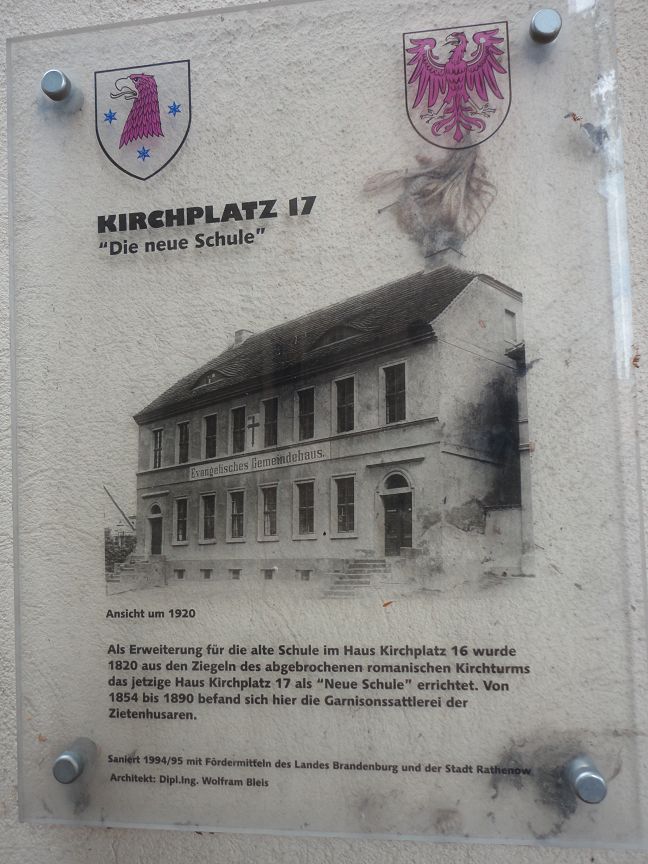 KIRCHPLATZ 17
"Die neue Schule"
Evangelisches Gemeindehaus.
Ansicht um 1920
Als Erweiterung für die alte Schule im Haus Kirchplatz 16 wurde
1820 aus den Ziegeln des abgebrochenen romanischen Kirchturms
das jetzige Haus Kirchplatz 17 als "Neue Schule" errichtet. Von
1854 bis 1890 befand sich hier die Garnisonssattlerei der
Zietenhusaren.
Saniert 1994/95 mit Fördermitteln des Landes Brandenburg und der Stadt Rathenow
Architekt: Dipl.Ing. Wolfram Bleis